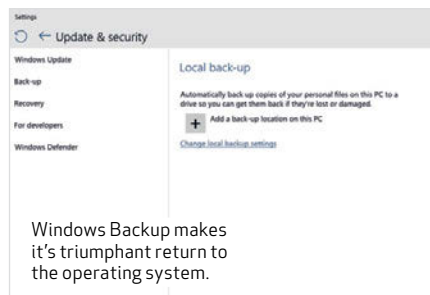 Settings
← Update & security
Windows Update
Back-up
Recovery
For developers
Windows Defender
Local back-up
Automatically back up copies of your personal files on this PC to a
drive so you can get them back if they're lost or damaged.
+ Add a back-up location on this PC
Change local backup settings
Windows Backup makes
it's triumphant return to
the operating system.